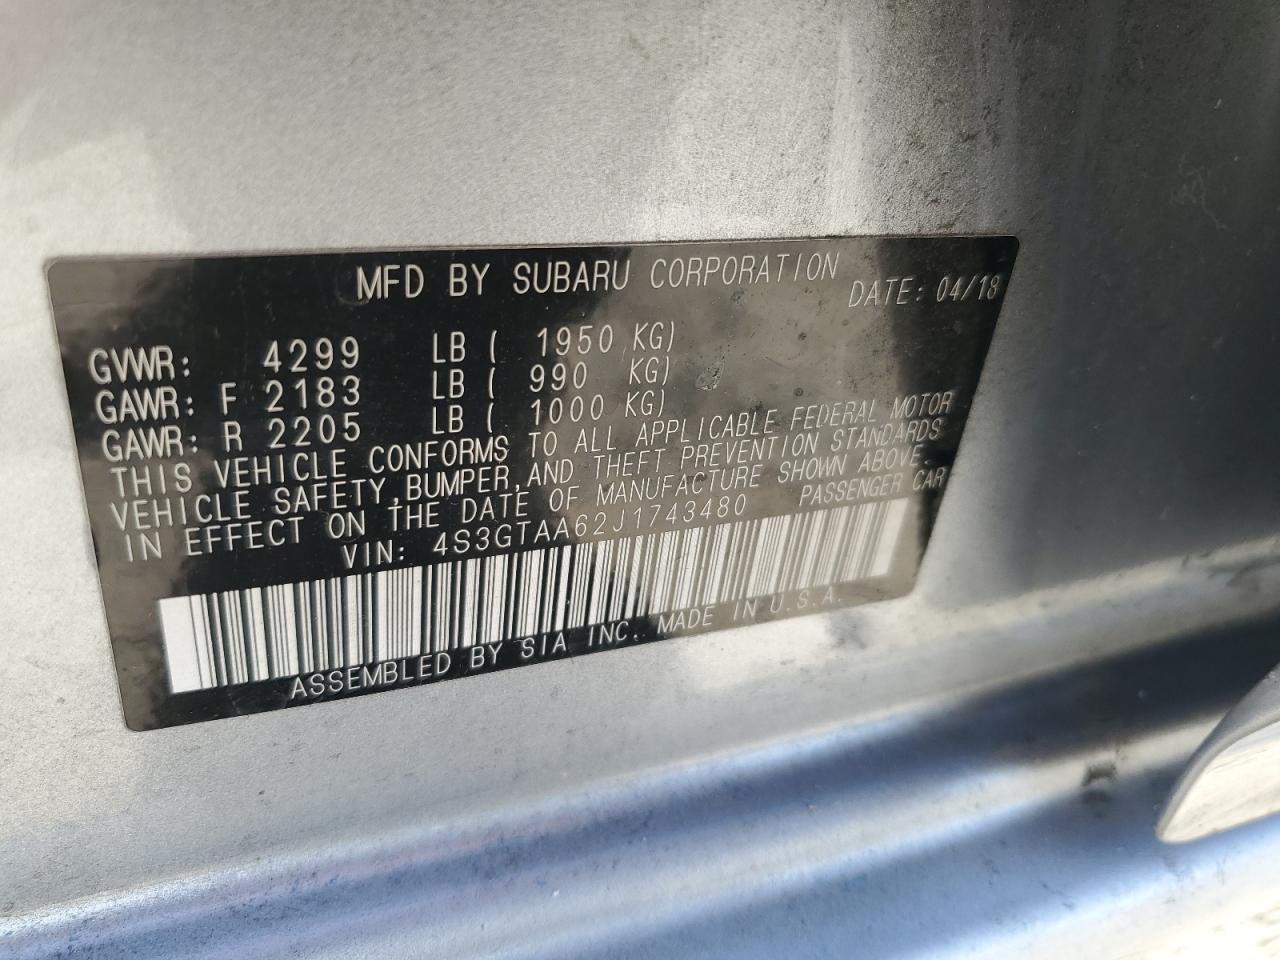 MFD BY SUBARU CORPORATION
DATE: 04/18
GVWR: 4299 LB ( 1950 KG)
GAWR: F 2183 LB ( 990 KG)
GAWR: R 2205 LB ( 1000 KG)
THIS VEHICLE CONFORMS TO ALL APPLICABLE FEDERAL MOTOR
VEHICLE SAFETY,BUMPER,AND THEFT PREVENTION STANDARDS
IN EFFECT ON THE DATE OF MANUFACTURE SHOWN ABOVE.
VIN: 4S3GTAA62J1743480 PASSENGER CAR
ASSEMBLED BY SIA INC. MADE IN U.S.A.